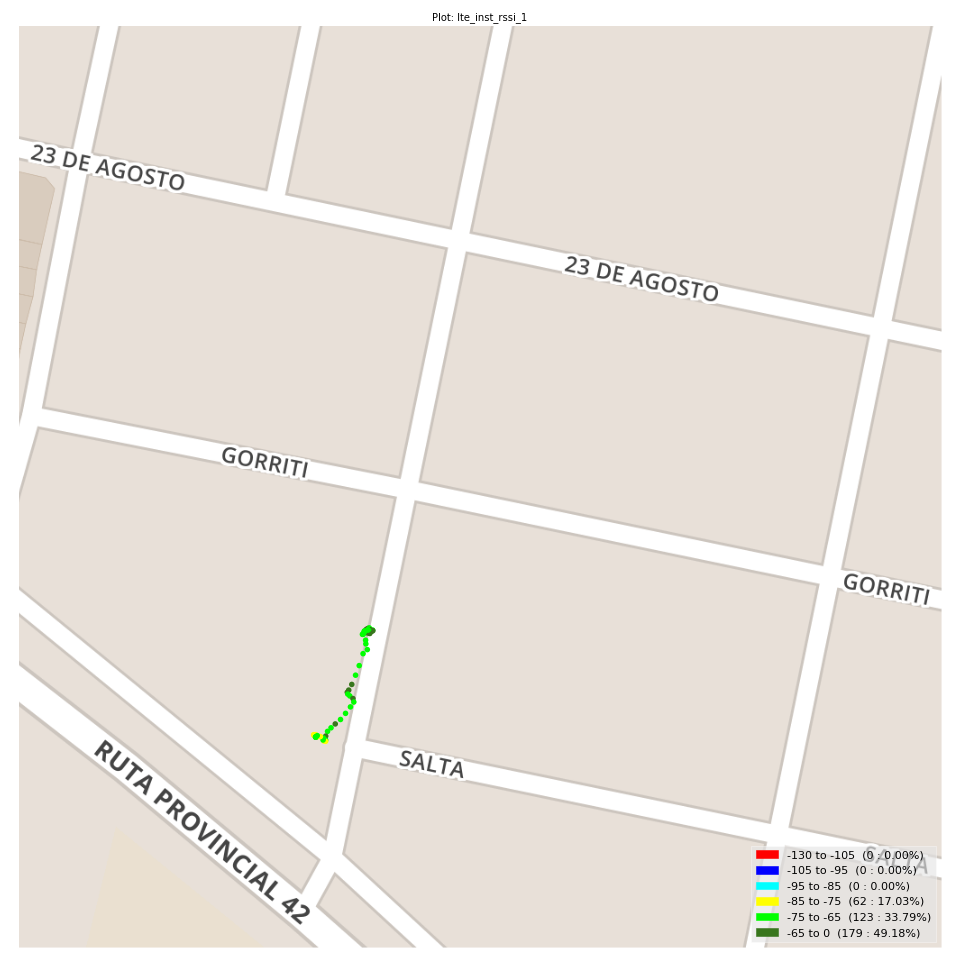 Plot: lte_inst_rssi_1
23 DE AGOSTO
23 DE AGOSTO
GORRITI
GORRITI
SALTA
RUTA PROVINCIAL 42
SALTA
-130 to -105 (0 : 0.00%)
-105 to -95 (0 : 0.00%)
-95 to -85 (0 : 0.00%)
-85 to -75 (62 : 17.03%)
-75 to -65 (123 : 33.79%)
-65 to 0 (179 : 49.18%)